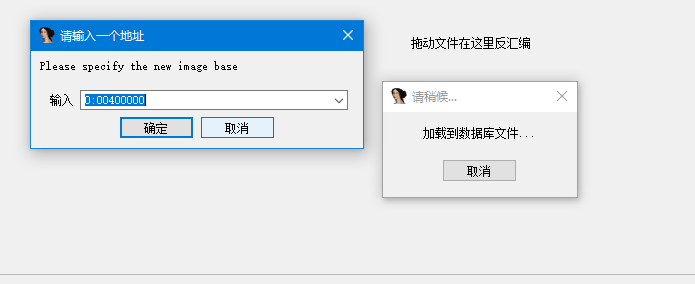 请输入一个地址
Please specify the new image base
输入 0:00400000
确定 取消
拖动文件在这里反汇编
请稍候...
加载到数据库文件...
取消